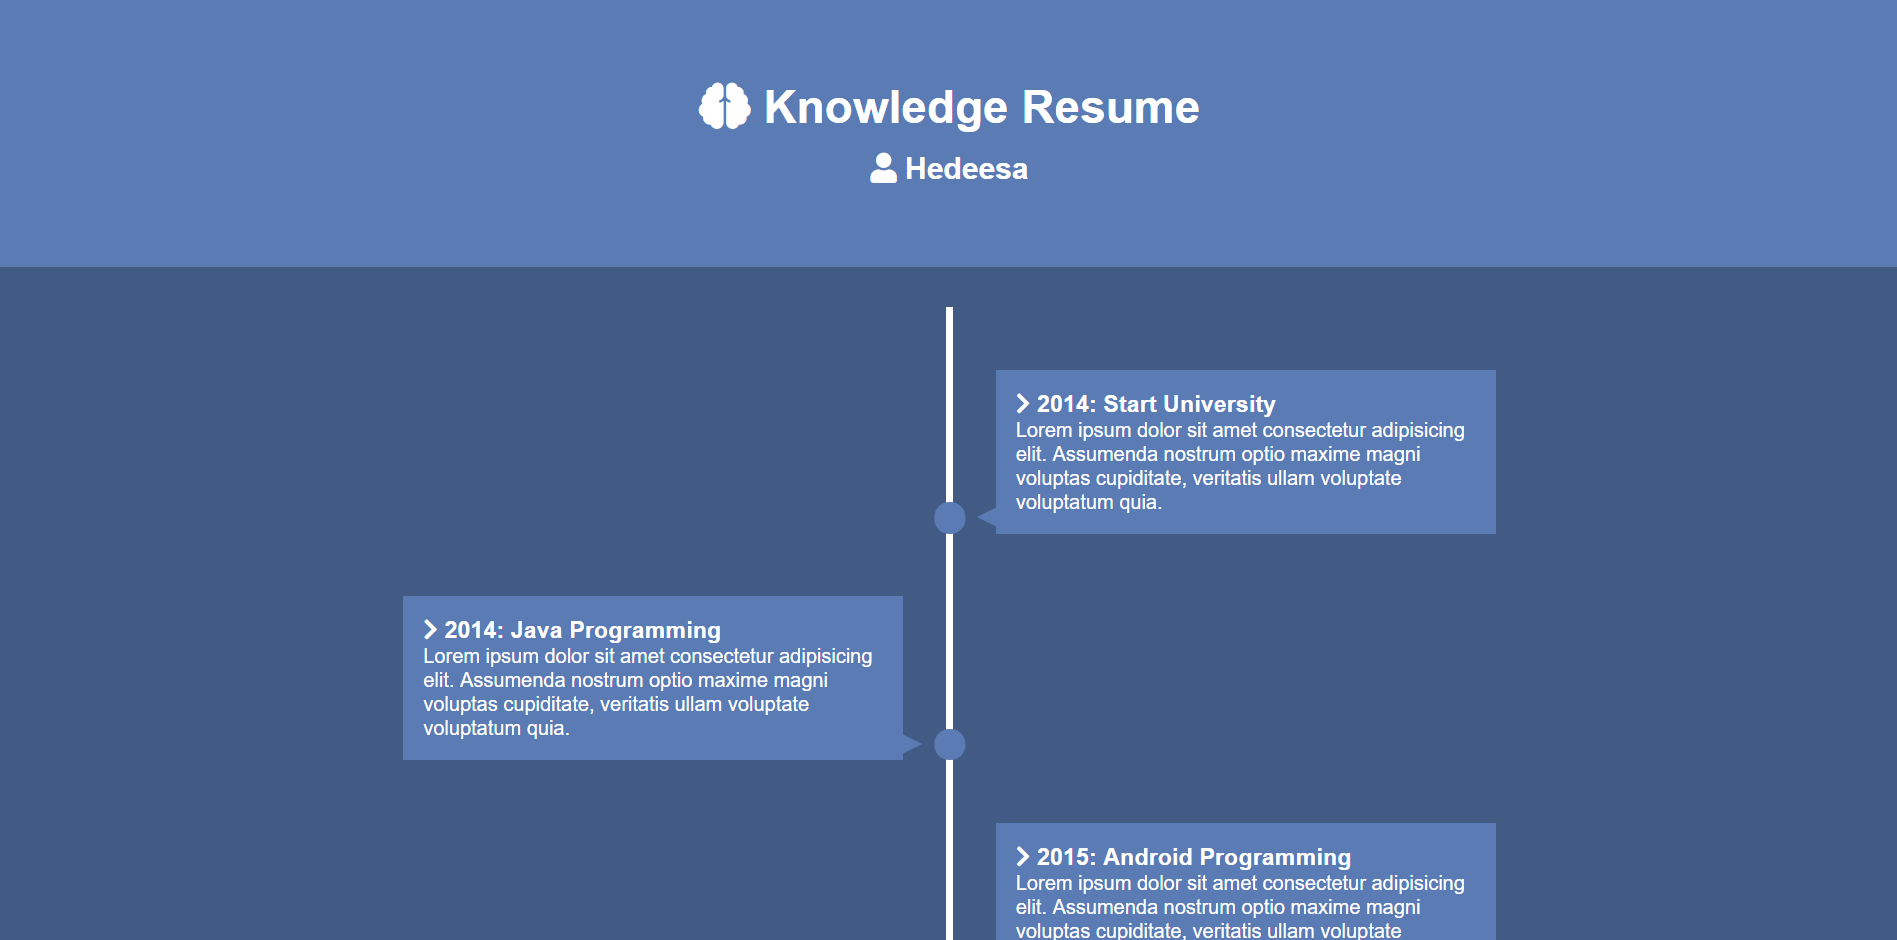 Knowledge Resume
Hedeesa
2014: Start University
Lorem ipsum dolor sit amet consectetur adipisicing
elit. Assumenda nostrum optio maxime magni
voluptas cupiditate, veritatis ullam voluptate
voluptatum quia.
2014: Java Programming
Lorem ipsum dolor sit amet consectetur adipisicing
elit. Assumenda nostrum optio maxime magni
voluptas cupiditate, veritatis ullam voluptate
voluptatum quia.
2015: Android Programming
Lorem ipsum dolor sit amet consectetur adipisicing
elit. Assumenda nostrum optio maxime magni
voluptas cupiditate, veritatis ullam voluptate